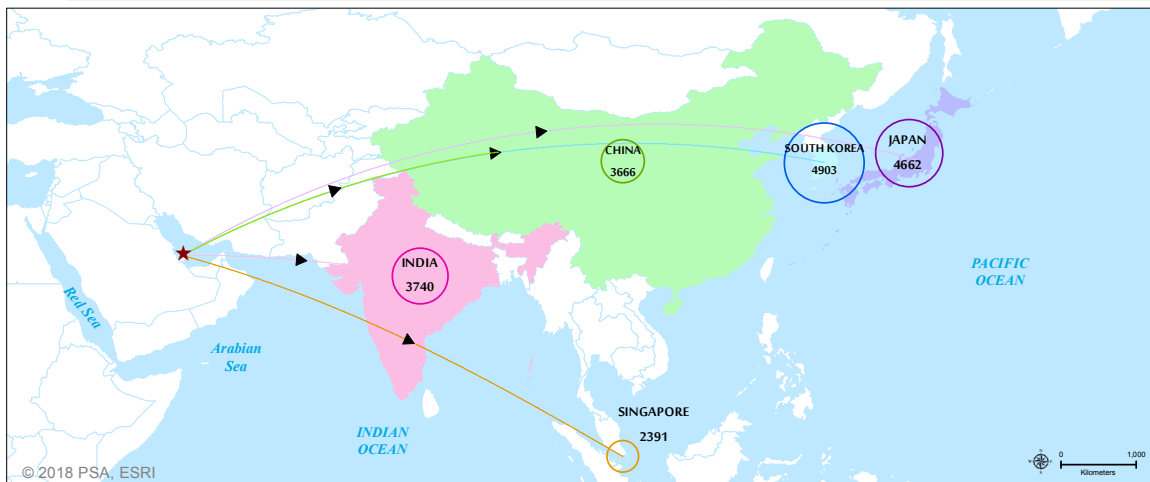 CHINA
3666
SOUTH KOREA
4903
JAPAN
4662
INDIA
3740
PACIFIC
OCEAN
Red Sea
Arabian
Sea
SINGAPORE
2391
INDIAN
OCEAN
0 1,000
Kilometers
© 2018 PSA, ESRI